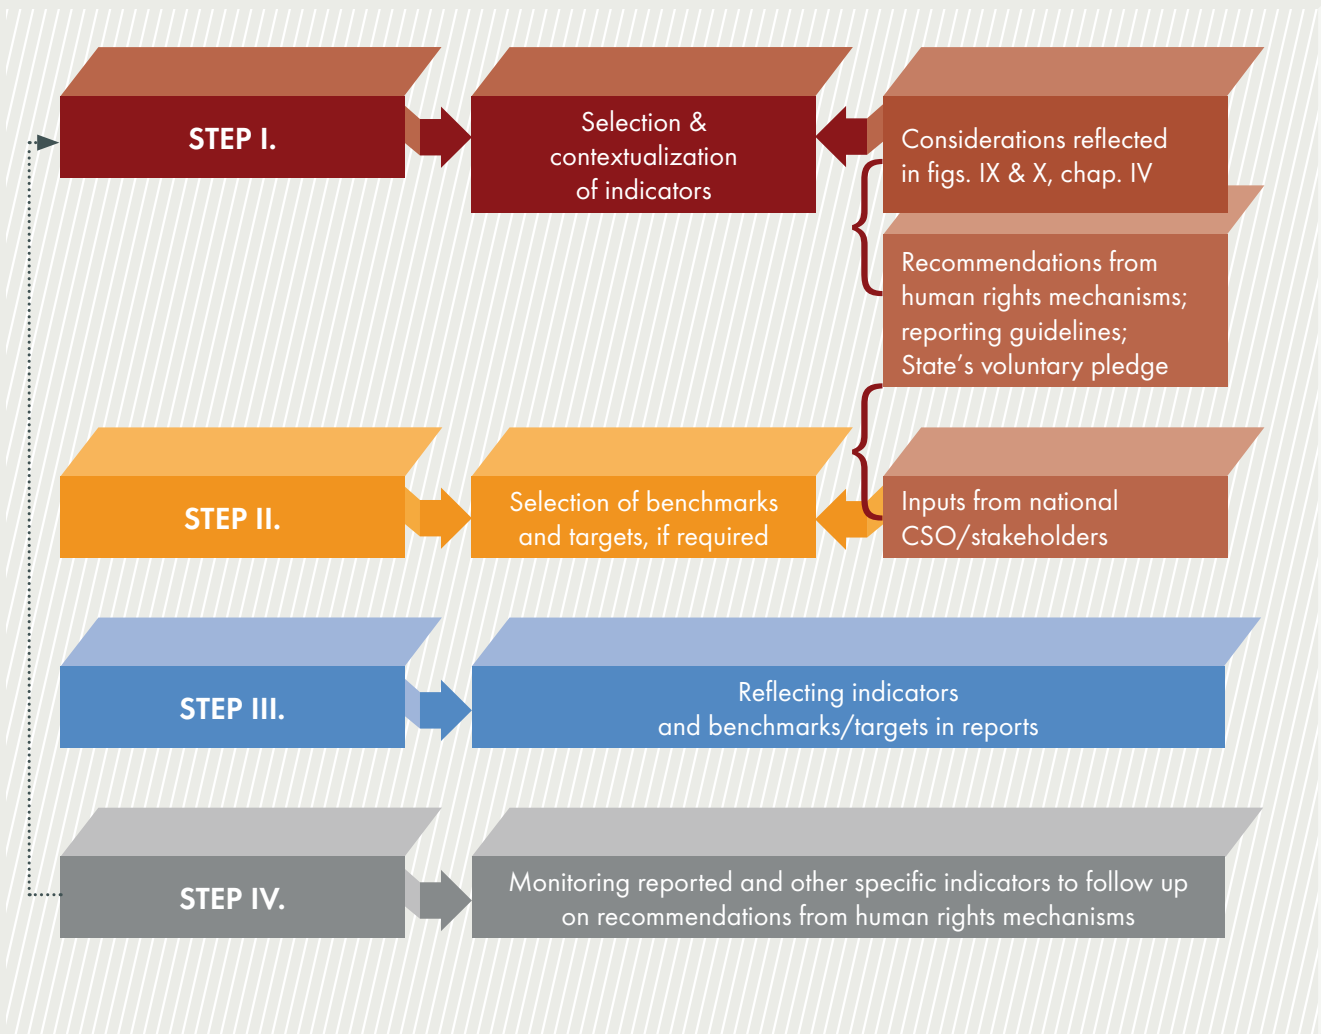 STEP I.
Selection &
contextualization
of indicators
Considerations reflected
in figs. IX & X, chap. IV
Recommendations from
human rights mechanisms;
reporting guidelines;
State’s voluntary pledge
STEP II.
Selection of benchmarks
and targets, if required
Inputs from national
CSO/stakeholders
STEP III.
Reflecting indicators
and benchmarks/targets in reports
STEP IV.
Monitoring reported and other specific indicators to follow up
on recommendations from human rights mechanisms